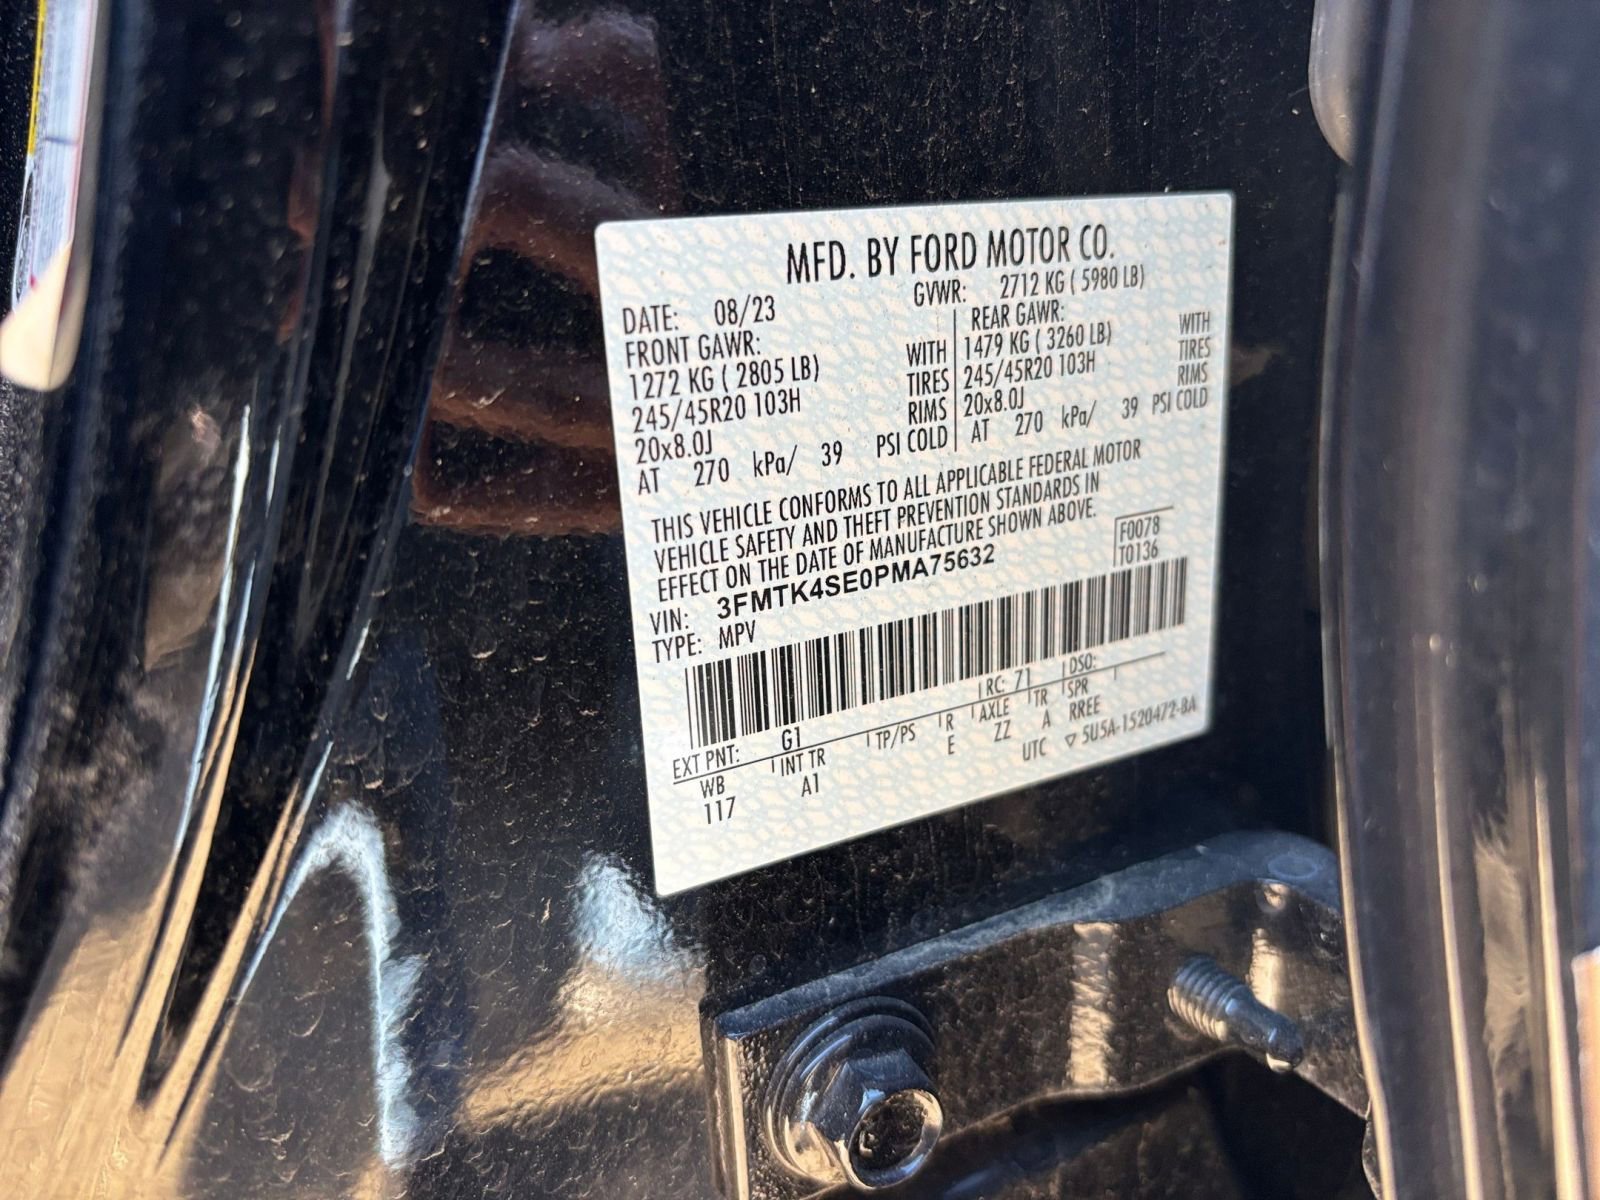 MFD. BY FORD MOTOR CO.
DATE: 08/23 GVWR: 2712 KG ( 5980 LB)
FRONT GAWR: REAR GAWR:
1272 KG ( 2805 LB) WITH 1479 KG ( 3260 LB) WITH
245/45R20 103H TIRES 245/45R20 103H TIRES
20x8.0J RIMS 20x8.0J RIMS
AT 270 kPa/ 39 PSI COLD AT 270 kPa/ 39 PSI COLD
THIS VEHICLE CONFORMS TO ALL APPLICABLE FEDERAL MOTOR
VEHICLE SAFETY AND THEFT PREVENTION STANDARDS IN
EFFECT ON THE DATE OF MANUFACTURE SHOWN ABOVE.
F0078
VIN: 3FMTK4SE0PMA75632 T0136
TYPE: MPV
EXT PNT: G1 RC: 71 DSO:
WB INT TR TP/PS R AXLE TR SPR
117 A1 E ZZ A RREE
UTC ▽ 5U5A-1520472-BA